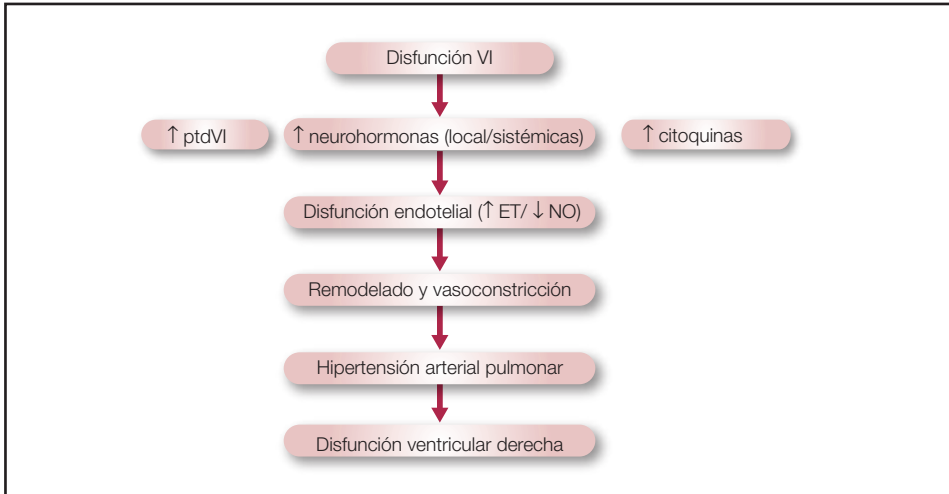 Disfunción VI
↑ ptdVI
↑ neurohormonas (local/sistémicas)
↑ citoquinas
Disfunción endotelial (↑ ET/ ↓ NO)
Remodelado y vasoconstricción
Hipertensión arterial pulmonar
Disfunción ventricular derecha